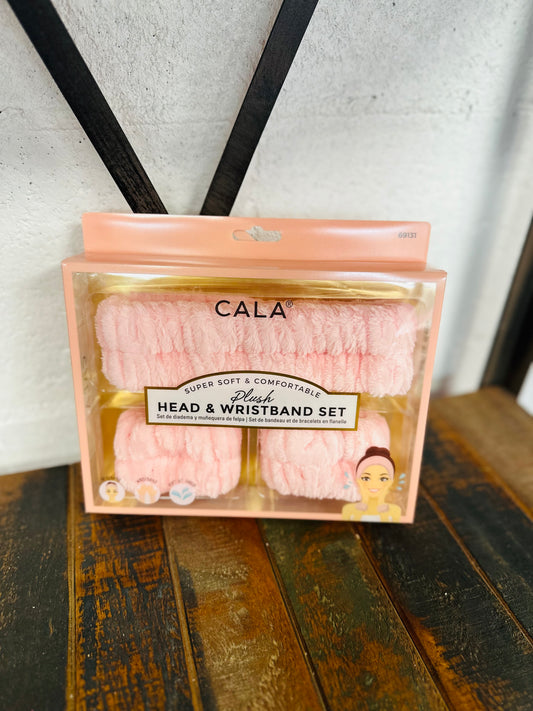 69131
CALA®
SUPER SOFT & COMFORTABLE
Plush
HEAD & WRISTBAND SET
Set de diadema y muñequera de felpa | Set de bandeau et de bracelets en flanelle